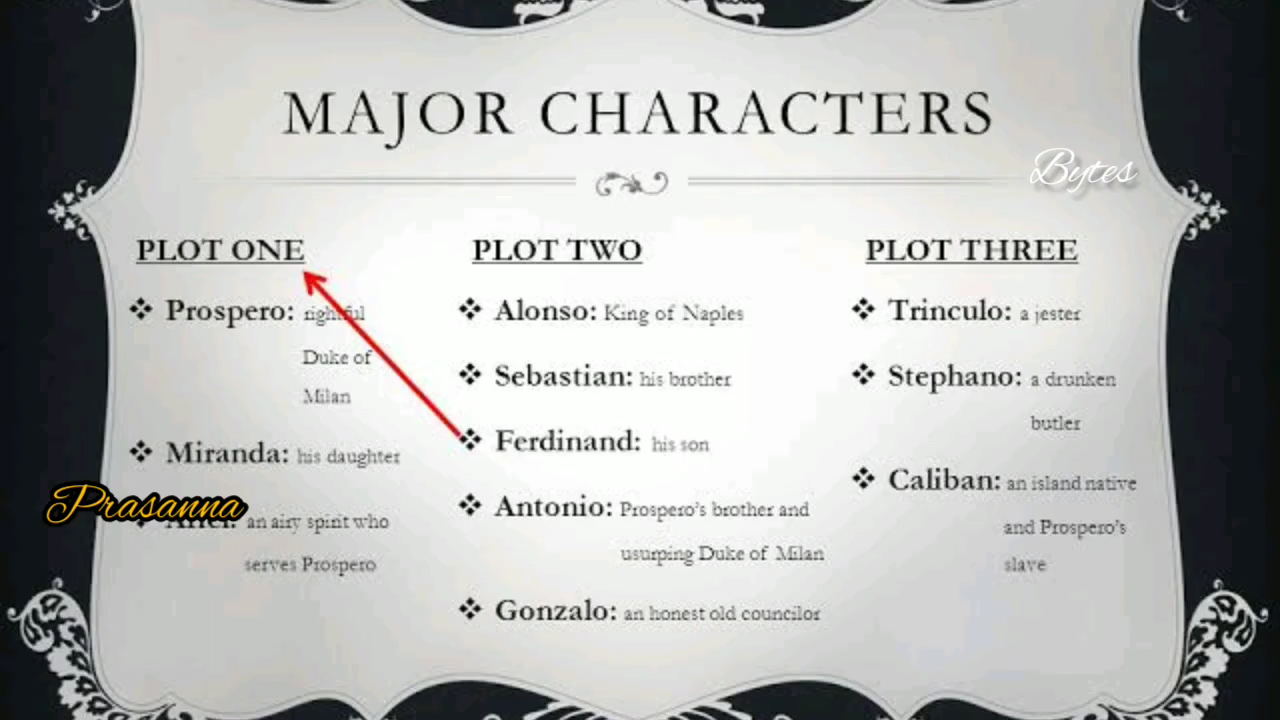 MAJOR CHARACTERS
Bytes
PLOT ONE
❖ Prospero: rightful
Duke of
Milan
❖ Miranda: his daughter
Prasanna
❖ Ariel: an airy spirit who
serves Prospero
PLOT TWO
❖ Alonso: King of Naples
❖ Sebastian: his brother
❖ Ferdinand: his son
❖ Antonio: Prospero's brother and
usurping Duke of Milan
❖ Gonzalo: an honest old councilor
PLOT THREE
❖ Trinculo: a jester
❖ Stephano: a drunken
butler
❖ Caliban: an island native
and Prospero's
slave